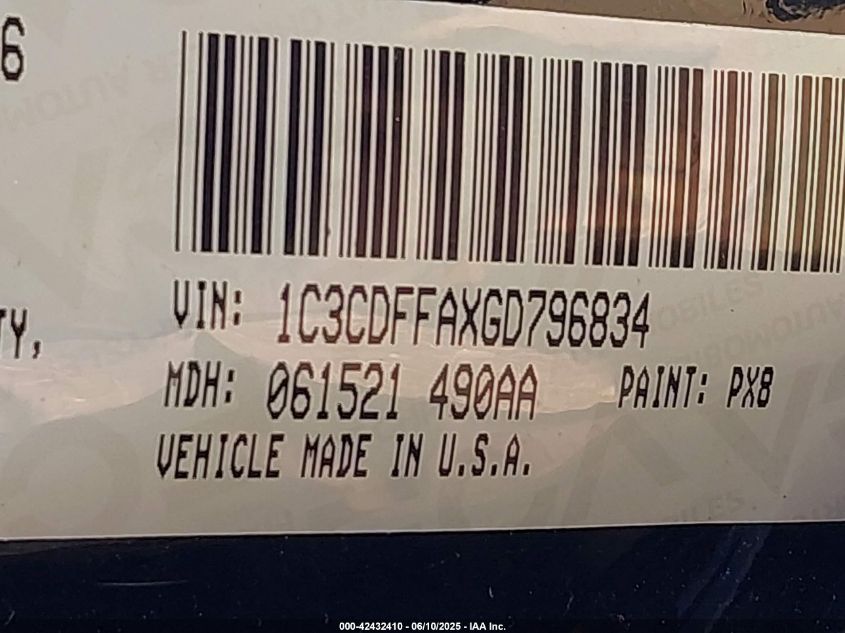 6
TY,
VIN: 1C3CDFFAXGD796834
MDH: 061521 490AA PAINT: PX8
VEHICLE MADE IN U.S.A.
000-42432410 - 06/10/2025 - IAA Inc.